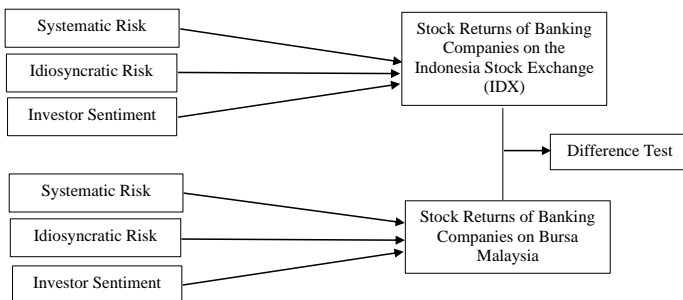 Systematic Risk
Idiosyncratic Risk
Investor Sentiment
Stock Returns of Banking
Companies on the
Indonesia Stock Exchange
(IDX)
Difference Test
Systematic Risk
Idiosyncratic Risk
Investor Sentiment
Stock Returns of Banking
Companies on Bursa
Malaysia